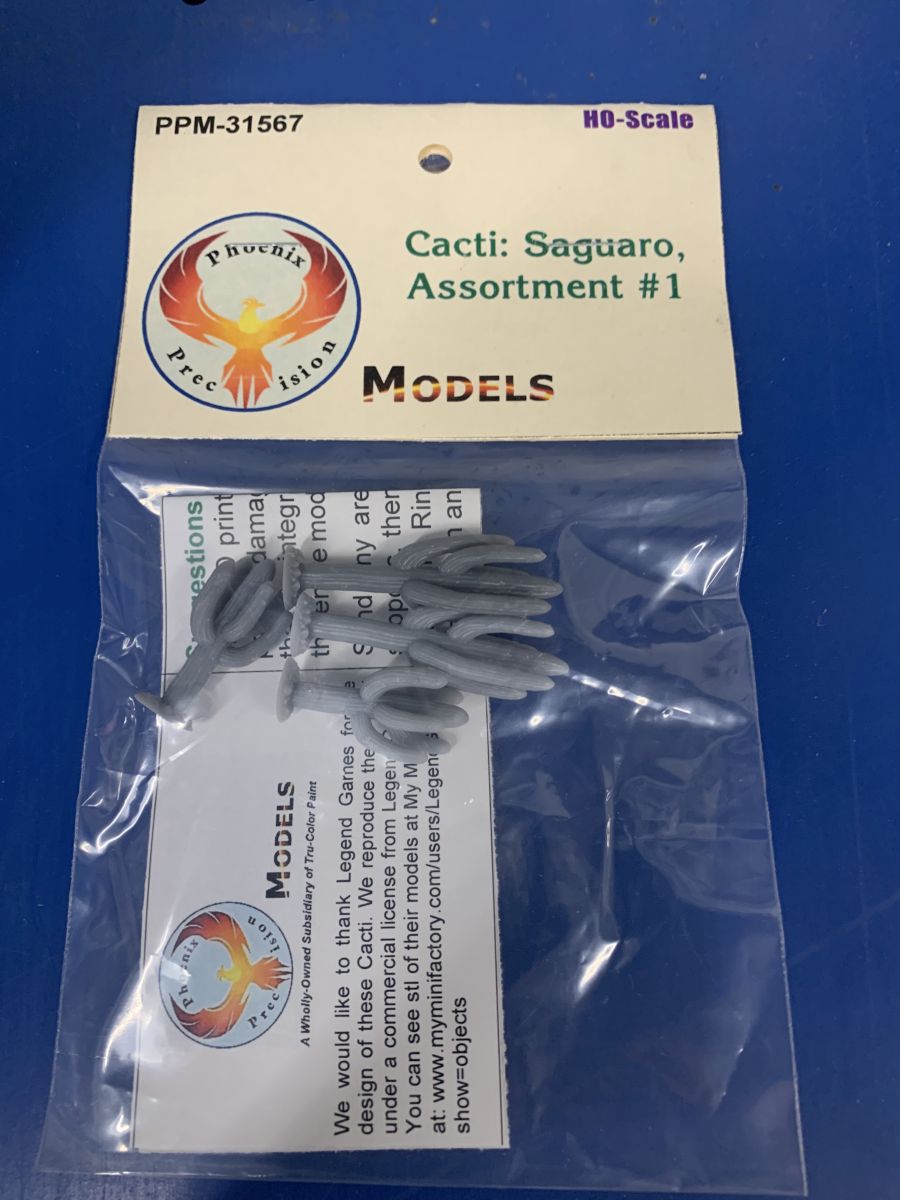 PPM-31567
HO-Scale
Phoenix
Precision
Cacti: Saguaro,
Assortment #1
MODELS
print
Phoenix
Precision
MODELS
A Wholly-Owned Subsidiary of Tru-Color Paint
We would like to thank Legend Games for
design of these Cacti. We reproduce the
under a commercial license from Legen
You can see stl of their models at My M
at: www.myminifactory.com/users/Legend
show=objects